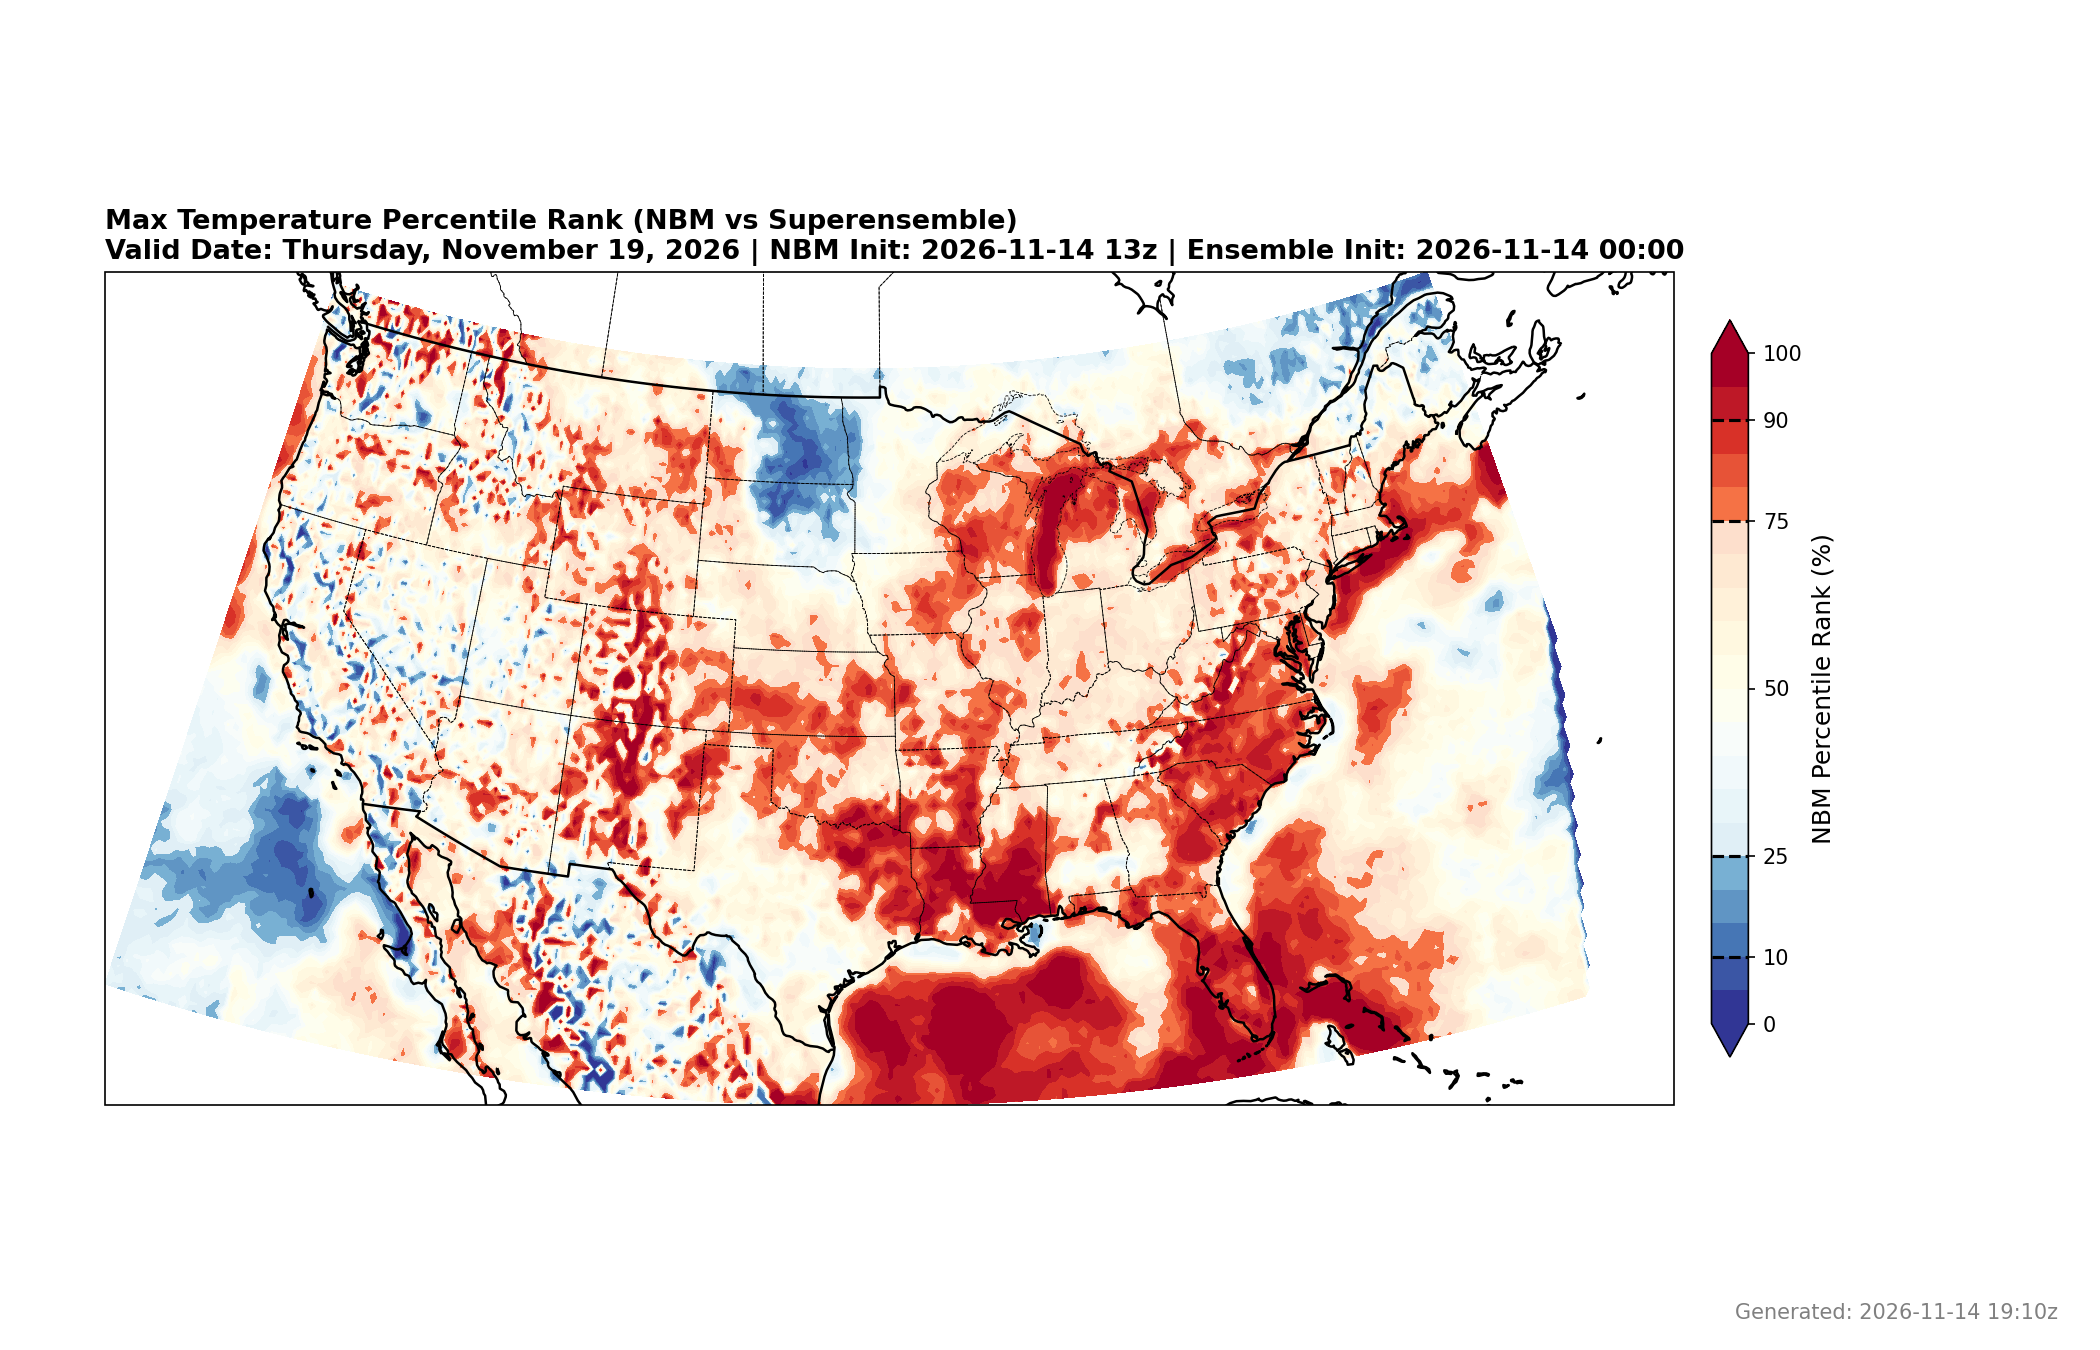 Max Temperature Percentile Rank (NBM vs Superensemble)
Valid Date: Thursday, November 19, 2026 | NBM Init: 2026-11-14 13z | Ensemble Init: 2026-11-14 00:00
100
90
75
50
25
10
0
NBM Percentile Rank (%)
Generated: 2026-11-14 19:10z